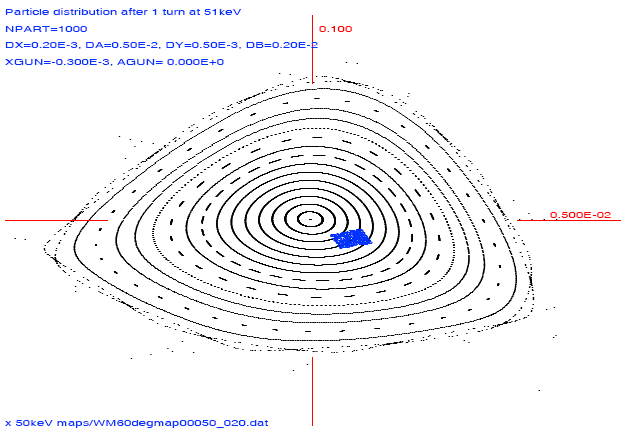 Particle distribution after 1 turn at 51keV
NPART=1000
0.100
DX=0.20E-3, DA=0.50E-2, DY=0.50E-3, DB=0.20E-2
XGUN=-0.300E-3, AGUN= 0.000E+0
0.500E-02
x 50keV maps/WM60degmap00050_020.dat